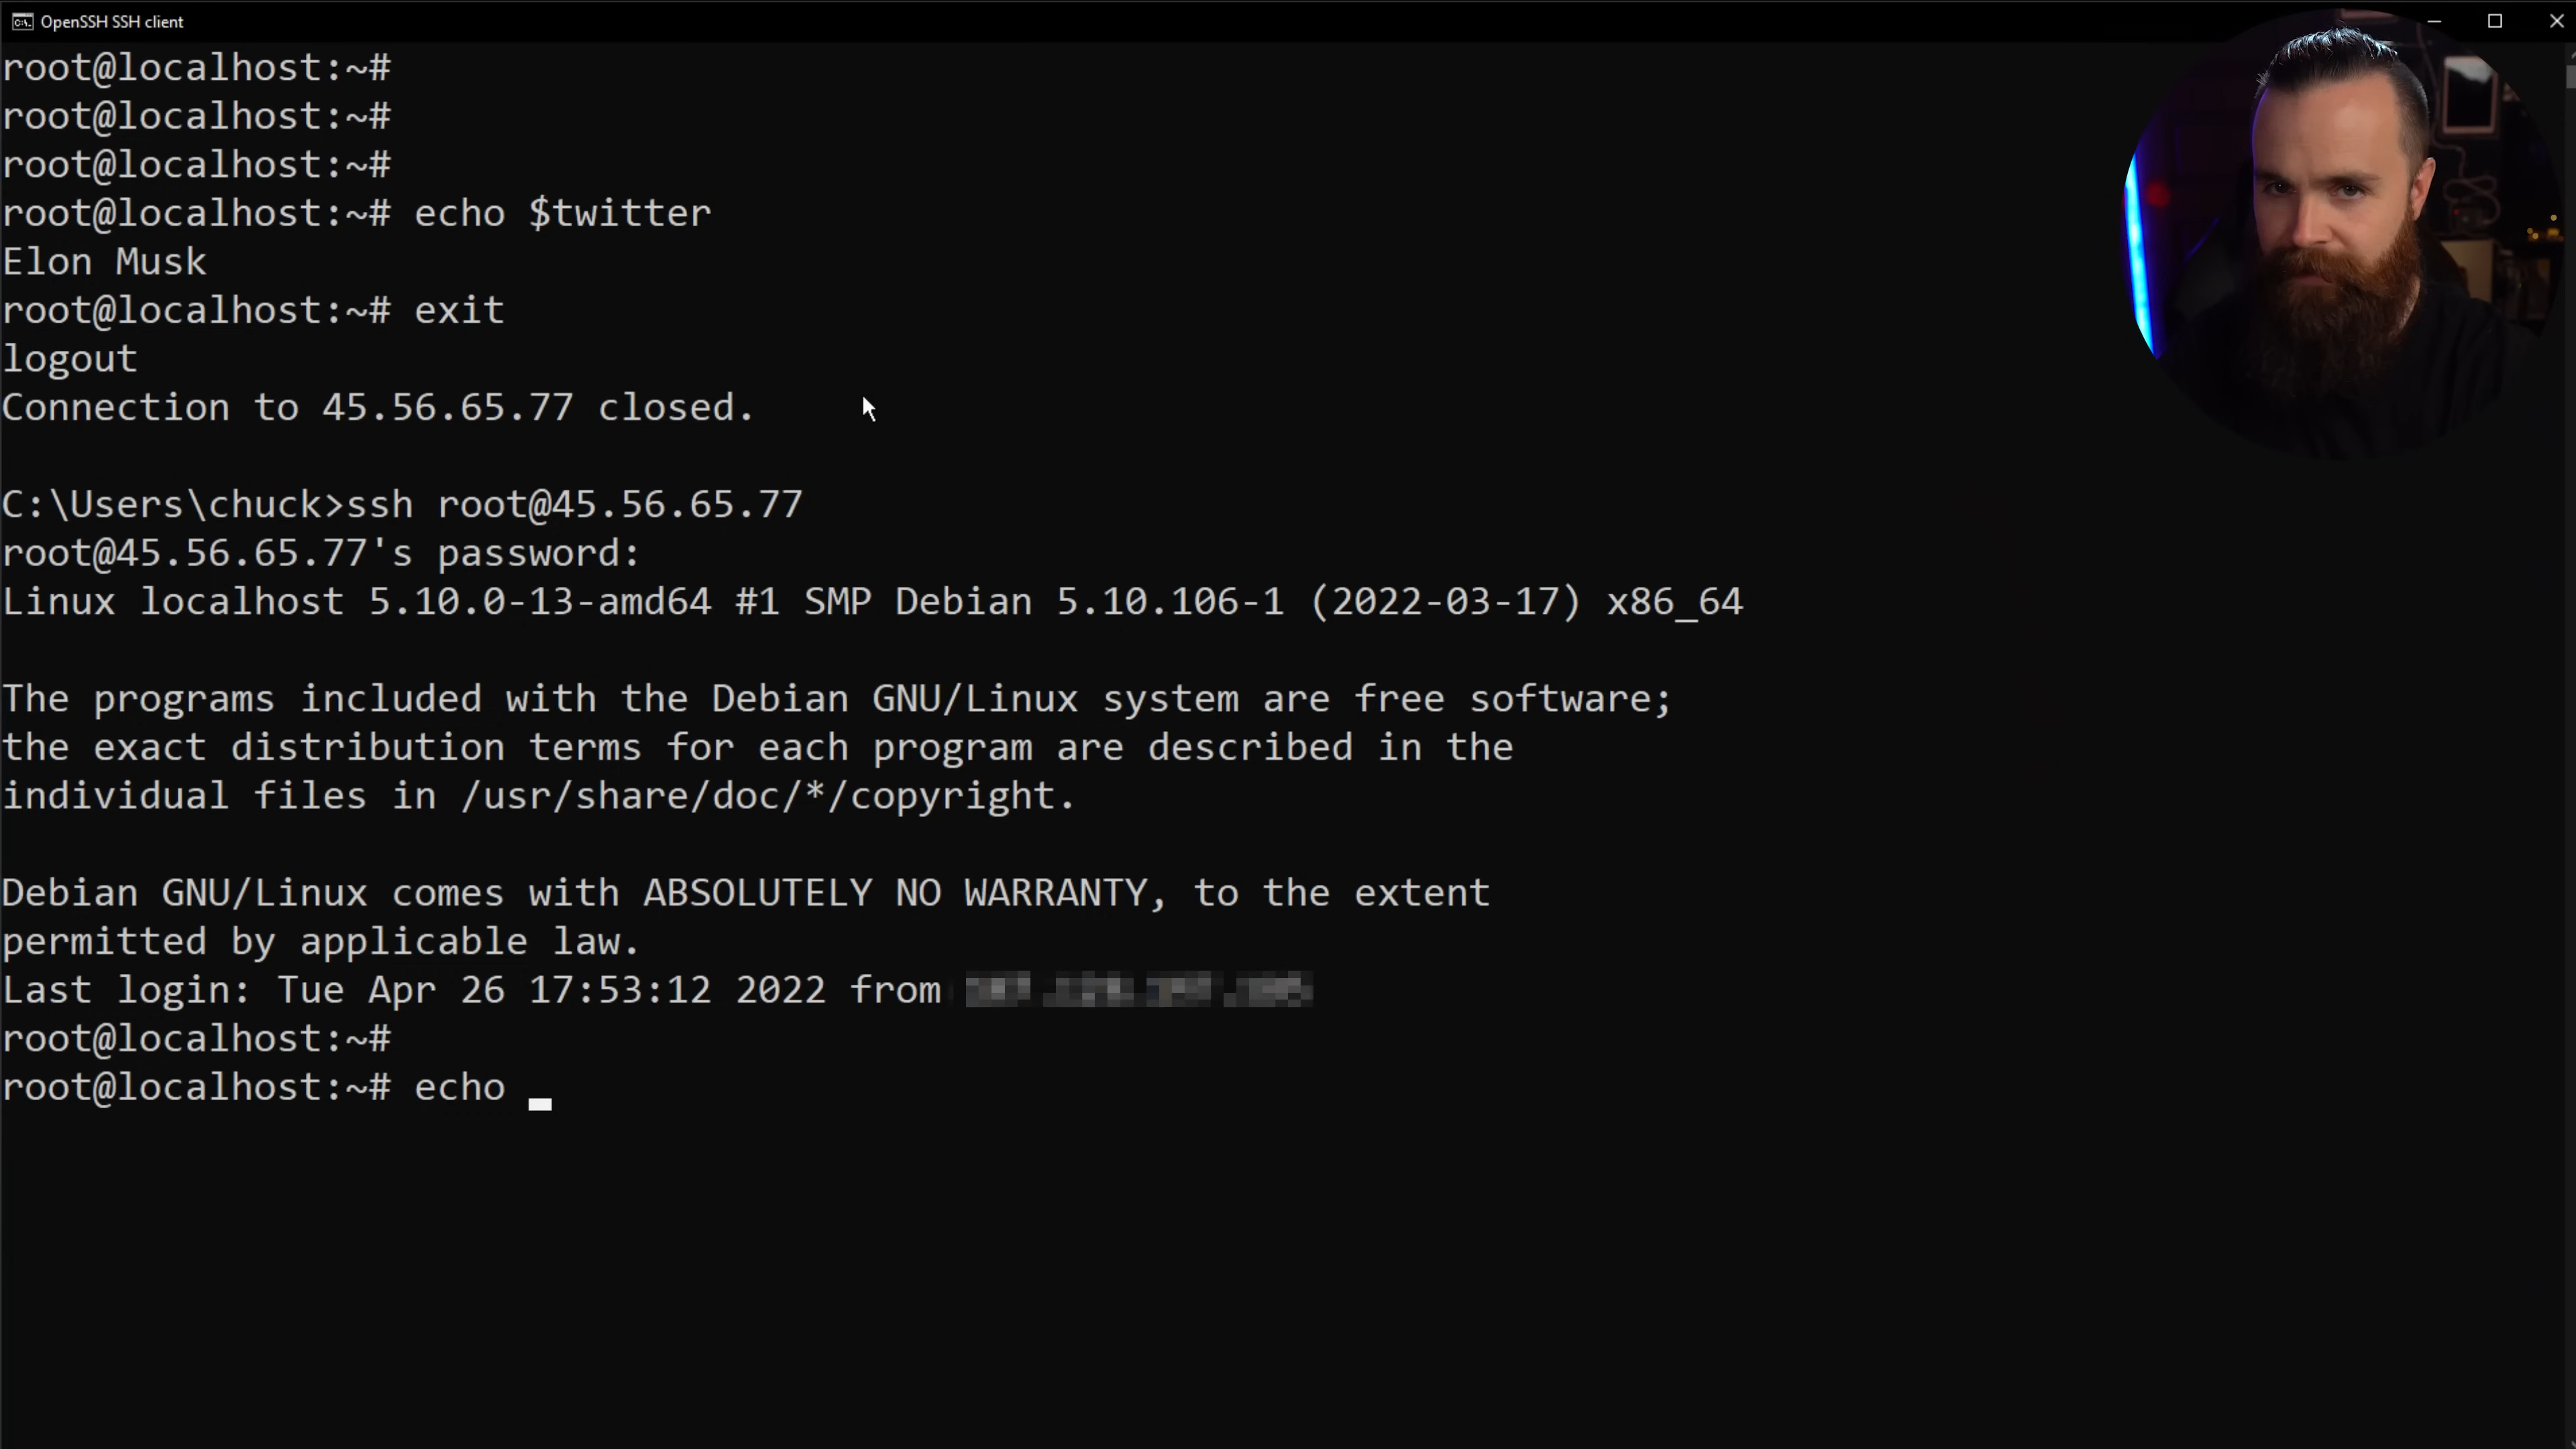 OpenSSH SSH client
root@localhost:~#
root@localhost:~#
root@localhost:~#
root@localhost:~# echo $twitter
Elon Musk
root@localhost:~# exit
logout
Connection to 45.56.65.77 closed.
C:\Users\chuck>ssh root@45.56.65.77
root@45.56.65.77's password:
Linux localhost 5.10.0-13-amd64 #1 SMP Debian 5.10.106-1 (2022-03-17) x86_64
The programs included with the Debian GNU/Linux system are free software;
the exact distribution terms for each program are described in the
individual files in /usr/share/doc/*/copyright.
Debian GNU/Linux comes with ABSOLUTELY NO WARRANTY, to the extent
permitted by applicable law.
Last login: Tue Apr 26 17:53:12 2022 from
root@localhost:~#
root@localhost:~# echo